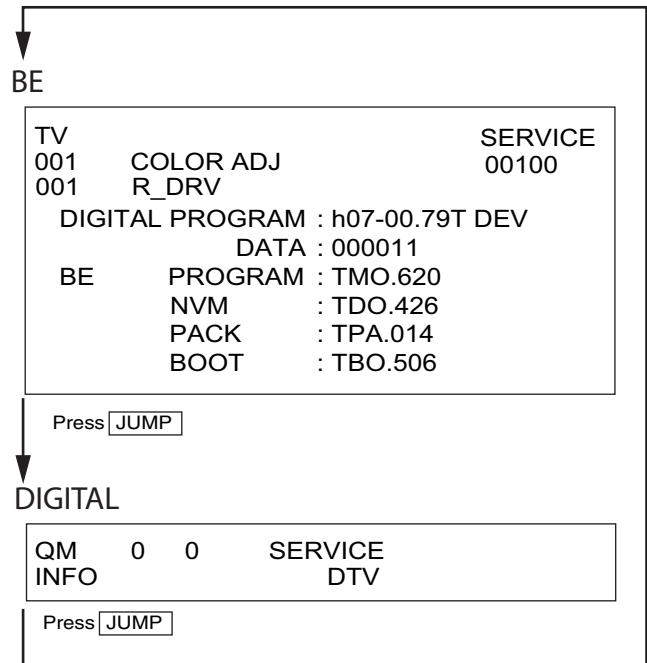 BE
TV SERVICE
001 COLOR ADJ 00100
001 R_DRV
DIGITAL PROGRAM : h07-00.79T DEV
DATA : 000011
BE PROGRAM : TMO.620
NVM : TDO.426
PACK : TPA.014
BOOT : TBO.506
Press JUMP
DIGITAL
QM 0 0 SERVICE
INFO DTV
Press JUMP